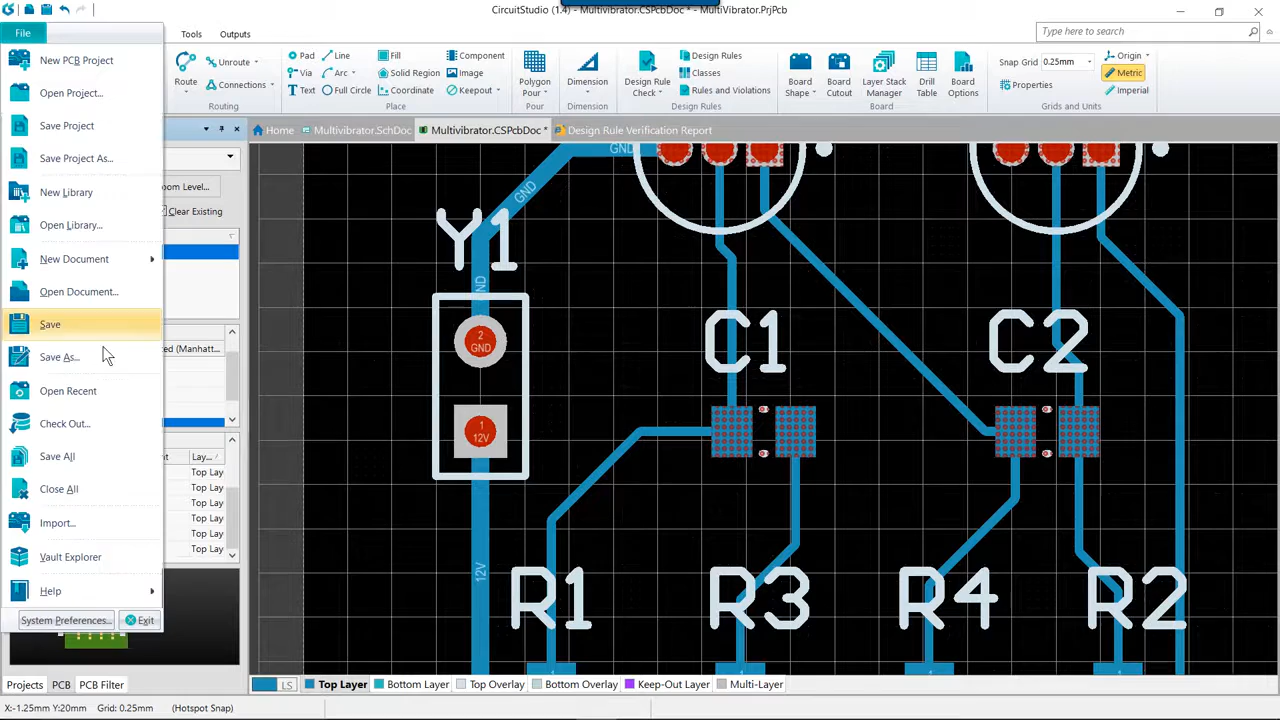 CircuitStudio (1.4) - Multivibrator.CSPcbDoc * - MultiVibrator.PrjPcb
File
Tools
Outputs
Type here to search
Route
Unroute
Connections
Routing
Pad
Line
Fill
Component
Via
Arc
Solid Region
Image
Text
Full Circle
Coordinate
Keepout
Place
Polygon
Pour
Pour
Dimension
Dimension
Design Rule
Check
Design Rules
Classes
Rules and Violations
Design Rules
Board
Shape
Board
Cutout
Layer Stack
Manager
Drill
Table
Board
Options
Board
Snap Grid
0.25mm
Properties
Origin
Metric
Imperial
Grids and Units
New PCB Project
Open Project...
Save Project
Save Project As...
New Library
Open Library...
New Document
Open Document...
Save
Save As...
Open Recent
Check Out...
Save All
Close All
Import...
Vault Explorer
Help
System Preferences...
Exit
oom Level...
Clear Existing
ed (Manhatt
t
Lay...
Top Lay
Top Lay
Top Lay
Top Lay
Top Lay
Top Lay
Home
Multivibrator.SchDoc
Multivibrator.CSPcbDoc *
Design Rule Verification Report
GND
GND
Y1
ND
2
GND
1
12V
12V
C1
C2
R1
R3
R4
R2
Projects
PCB
PCB Filter
LS
Top Layer
Bottom Layer
Top Overlay
Bottom Overlay
Keep-Out Layer
Multi-Layer
X:-1.25mm Y:20mm
Grid: 0.25mm
(Hotspot Snap)